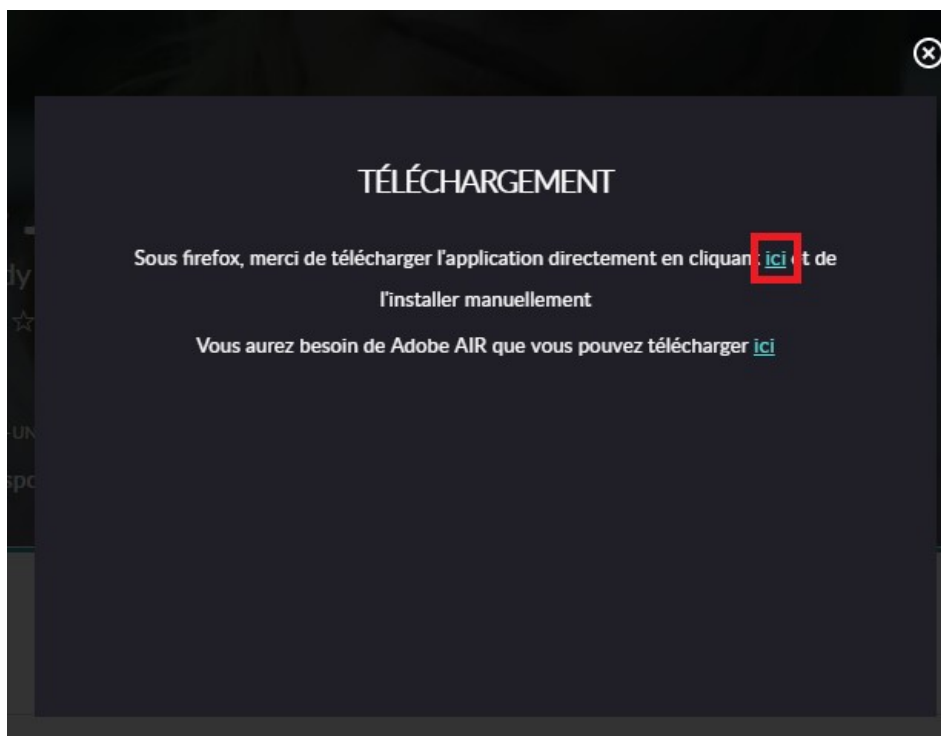 TÉLÉCHARGEMENT
Sous firefox, merci de télécharger l'application directement en cliquant ici et de
l'installer manuellement
Vous aurez besoin de Adobe AIR que vous pouvez télécharger ici